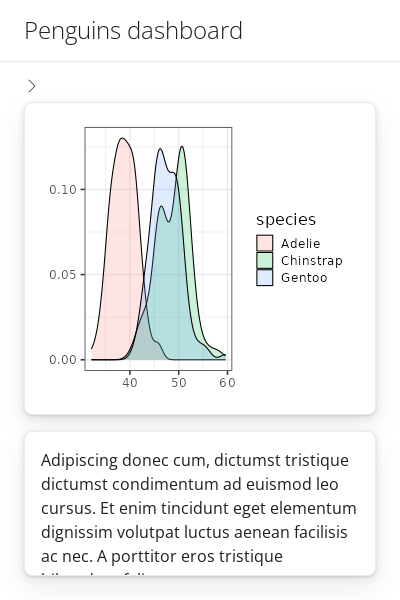 Penguins dashboard
0.10
0.05
0.00
40 50 60
species
Adelie
Chinstrap
Gentoo
Adipiscing donec cum, dictumst tristique
dictumst condimentum ad euismod leo
cursus. Et enim tincidunt eget elementum
dignissim volutpat luctus aenean facilisis
ac nec. A porttitor eros tristique